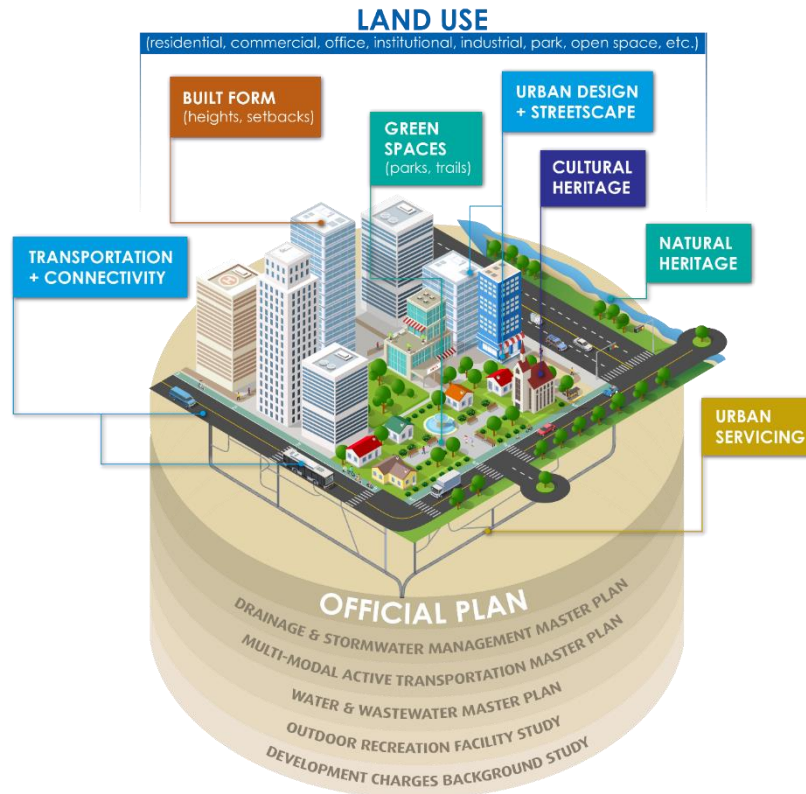 LAND USE
(residential, commercial, office, institutional, industrial, park, open space, etc.)
BUILT FORM
(heights, setbacks)
GREEN
SPACES
(parks, trails)
URBAN DESIGN
+ STREETSCAPE
CULTURAL
HERITAGE
TRANSPORTATION
+ CONNECTIVITY
NATURAL
HERITAGE
URBAN
SERVICING
OFFICIAL PLAN
DRAINAGE & STORMWATER MANAGEMENT MASTER PLAN
MULTI-MODAL ACTIVE TRANSPORTATION MASTER PLAN
WATER & WASTEWATER MASTER PLAN
OUTDOOR RECREATION FACILITY STUDY
DEVELOPMENT CHARGES BACKGROUND STUDY